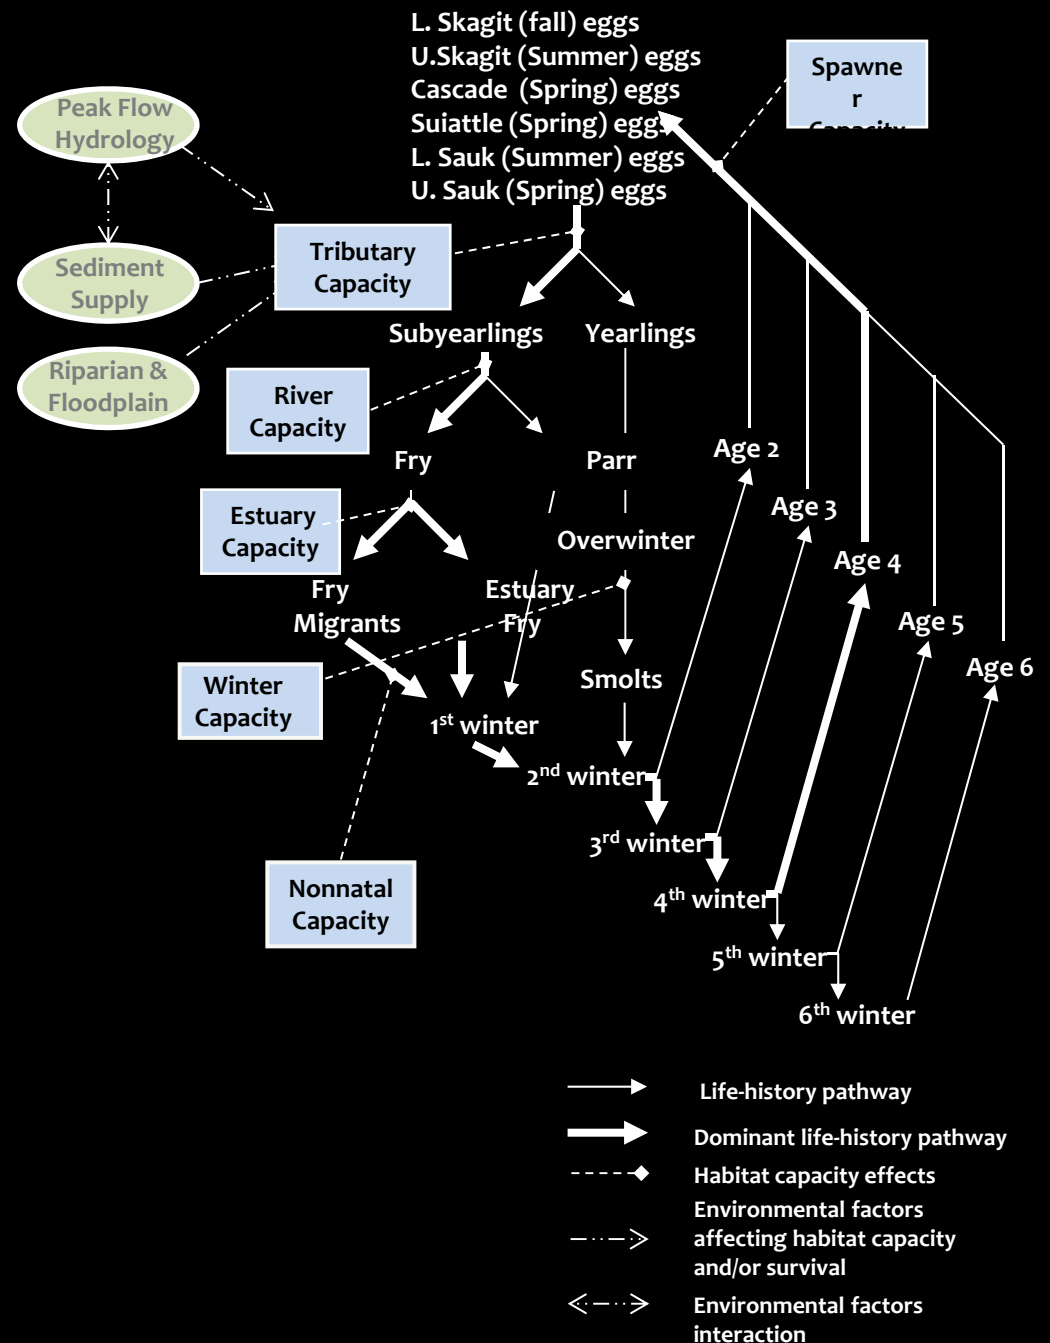 L. Skagit (fall) eggs
U.Skagit (Summer) eggs
Cascade (Spring) eggs
Suiattle (Spring) eggs
L. Sauk (Summer) eggs
U. Sauk (Spring) eggs
Spawne
r
Capacity
Peak Flow
Hydrology
Sediment
Supply
Riparian &
Floodplain
Tributary
Capacity
Subyearlings
Yearlings
River
Capacity
Fry
Parr
Age 2
Age 3
Age 4
Age 5
Age 6
Estuary
Capacity
Overwinter
Fry
Migrants
Estuary
Fry
Winter
Capacity
Smolts
1st winter
2nd winter
3rd winter
4th winter
5th winter
6th winter
Nonnatal
Capacity
Life-history pathway
Dominant life-history pathway
Habitat capacity effects
Environmental factors
affecting habitat capacity
and/or survival
Environmental factors
interaction